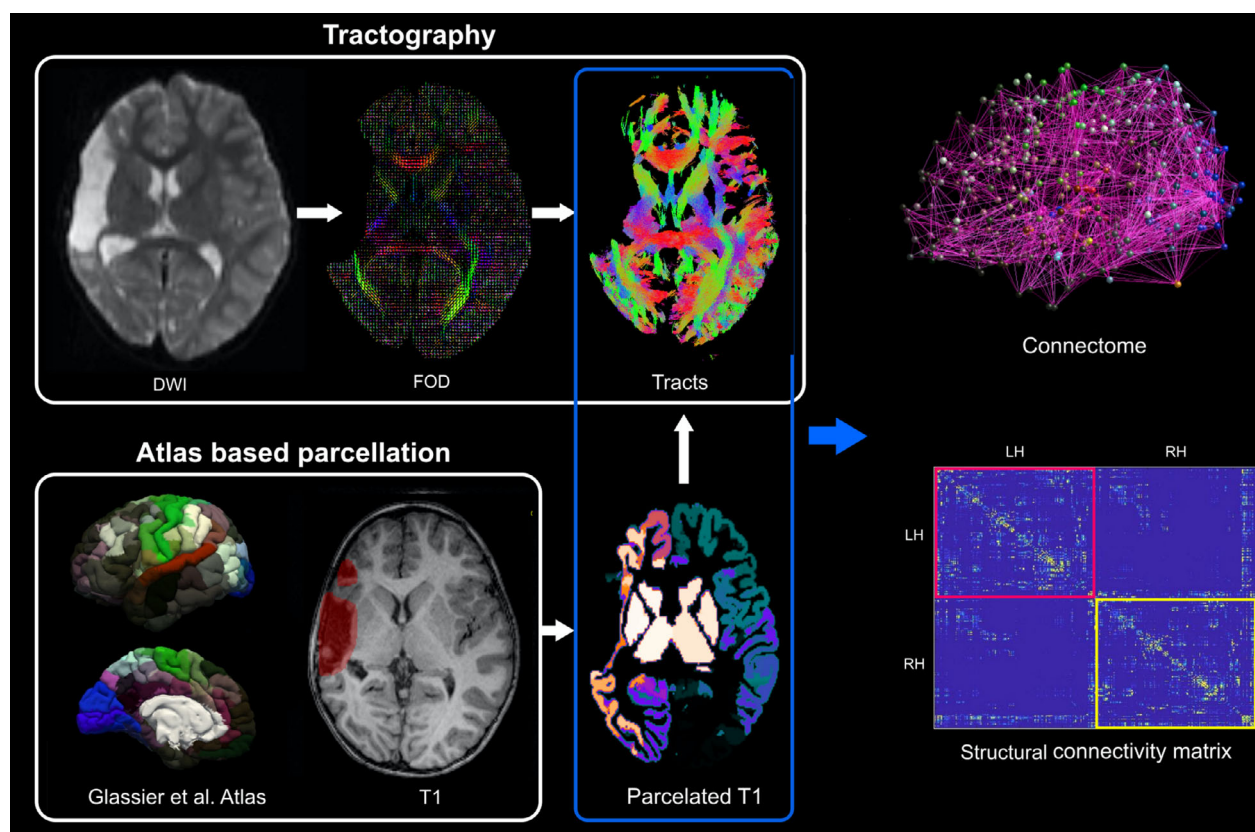 Tractography
DWI
FOD
Tracts
Connectome
Atlas based parcellation
Glassier et al. Atlas
T1
Parcelated T1
LH
RH
LH
RH
Structural connectivity matrix